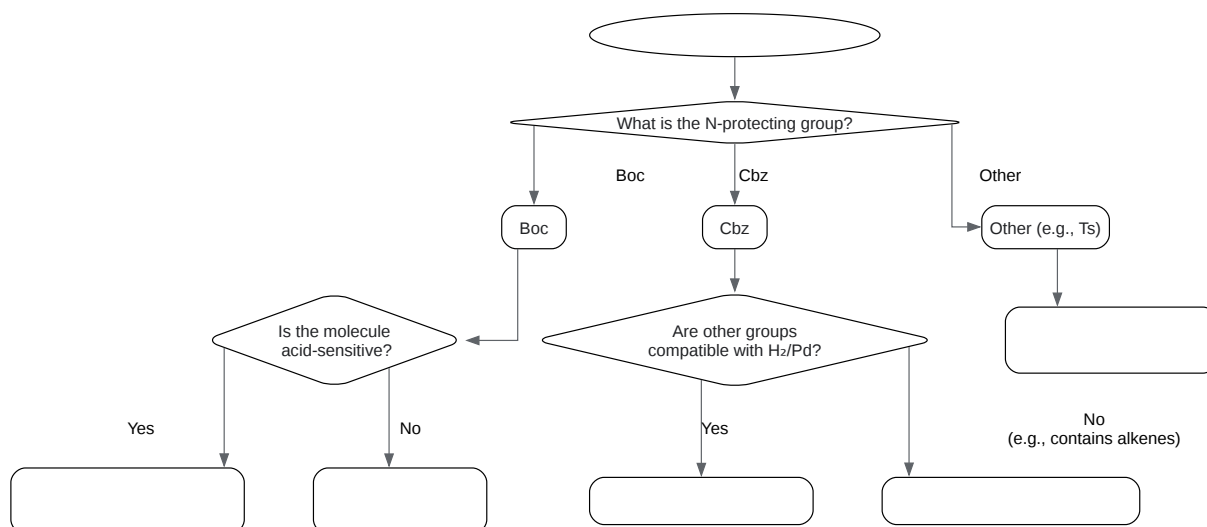 What is the N-protecting group?
Boc
Cbz
Other
Boc
Cbz
Other (e.g., Ts)
Is the molecule
acid-sensitive?
Are other groups
compatible with H₂/Pd?
Yes
No
Yes
No
(e.g., contains alkenes)